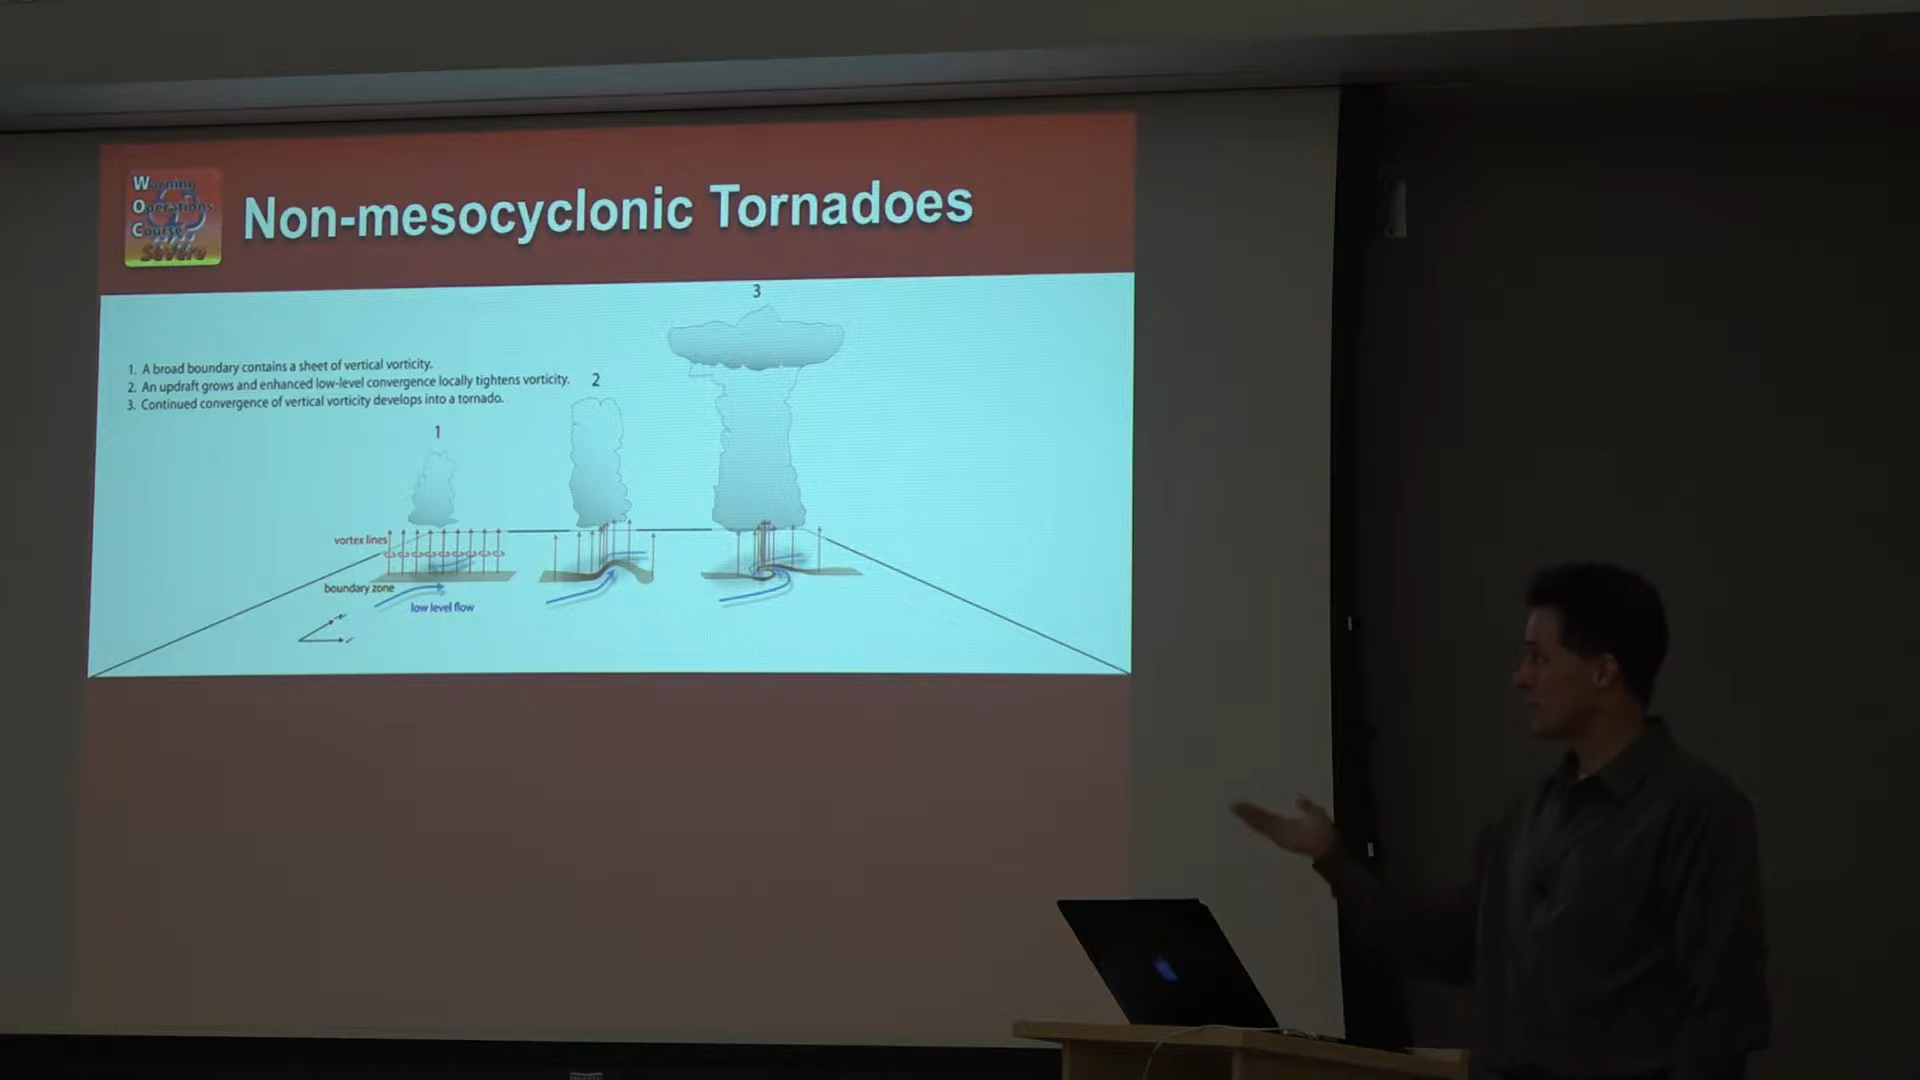 Warning
Operations
Course
Severe
Non-mesocyclonic Tornadoes
3
1. A broad boundary contains a sheet of vertical vorticity.
2. An updraft grows and enhanced low-level convergence locally tightens vorticity.
2
3. Continued convergence of vertical vorticity develops into a tornado.
1
vortex lines
boundary zone
low level flow